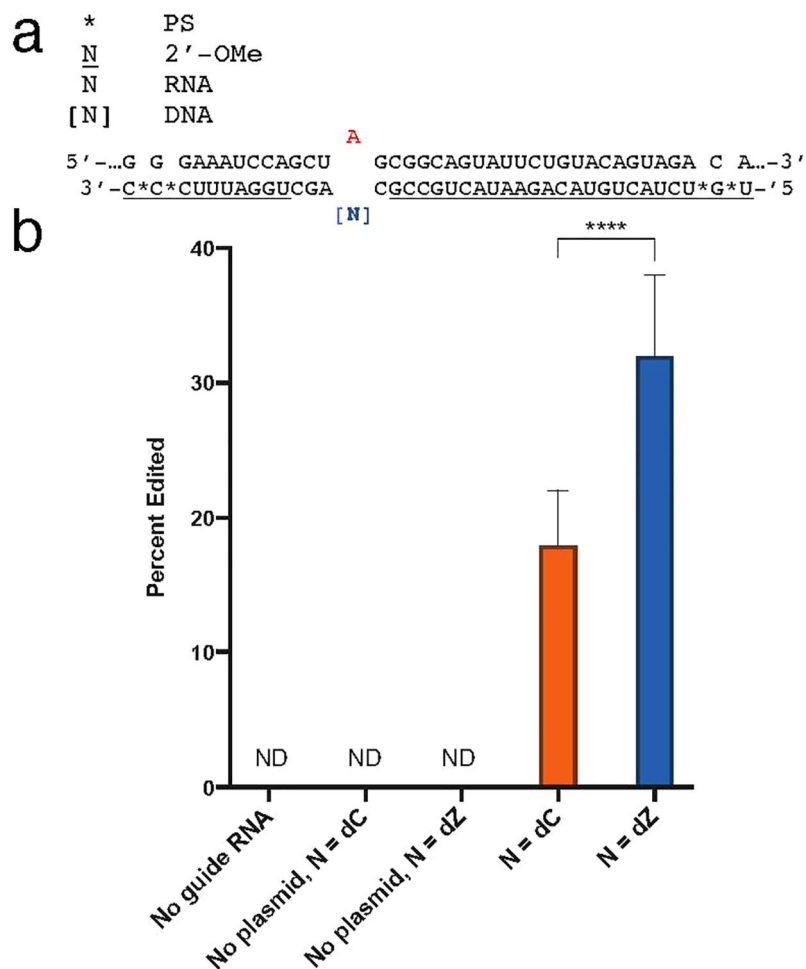 a
* PS
N 2'-OMe
N RNA
[N] DNA
A
5'-…G G GAAAUCCAGCU GCGGCAGUAUUCUGUACAGUAGA C A…-3'
3'-C*C*CUUUAGGUCGA CGCCGUCAUAAGACAUGUCAUCU*G*U-'5
[N]
b
****
40
30
20
10
0
Percent Edited
ND ND ND
No guide RNA
No plasmid, N = dC
No plasmid, N = dZ
N = dC
N = dZ